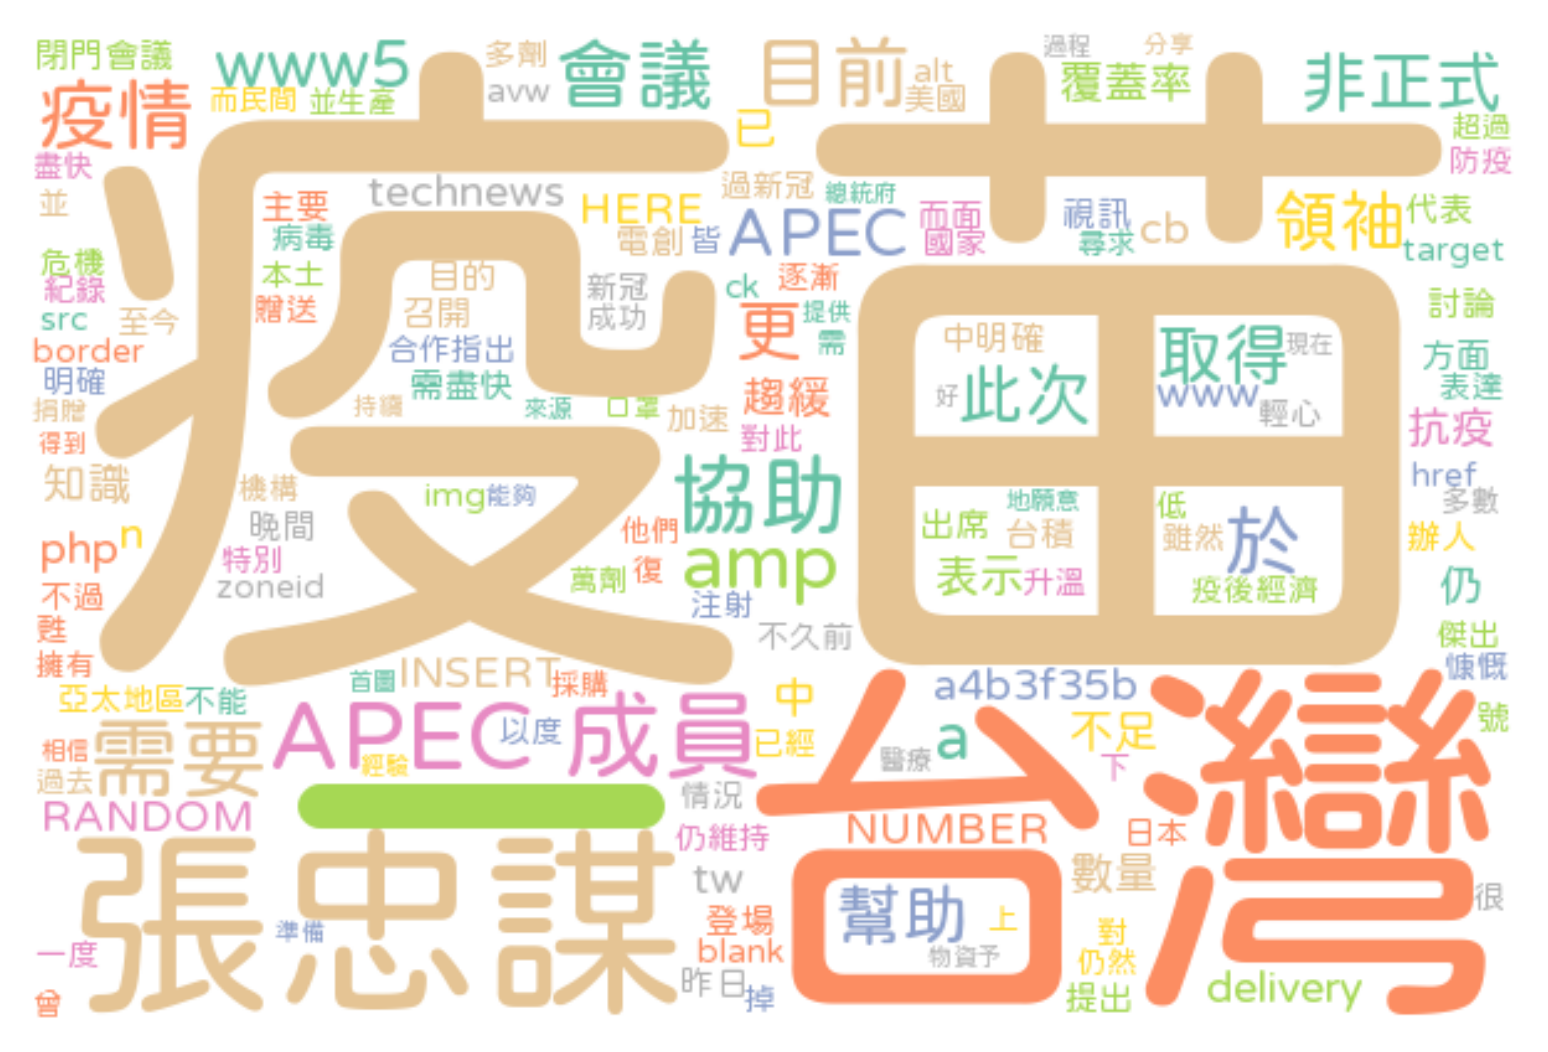 閉門會議
www5
多劑
會議
目前
過程
分享
覆蓋率
非正式
疫情
而民間
並生產
avw
alt
美國
已
超過
防疫
盡快
疫苗
並
technews
主要
病毒
HERE
過新冠
總統府
電創
皆
APEC
而面
國家
視訊
尋求
cb
領袖
代表
target
危機
紀錄
本土
目的
新冠
成功
ck
逐漸
src
至今
贈送
召開
更
提供
需
討論
border
明確
合作指出
需盡快
中明確
取得
現在
方面
表達
捐贈
持續
來源
口罩
加速
趨緩
對此
好
此次
www
輕心
抗疫
得到
知識
機構
img
能夠
協助
href
多數
晚間
地願意
低
php
n
特別
zoneid
他們
萬劑
復
amp
注射
出席
台積
雖然
於
辦人
表示
升溫
疫後經濟
仍
不過
甦
擁有
不久前
傑出
慷慨
首圖
INSERT
採購
a4b3f35b
亞太地區
不能
APEC
以度
成員
中
已經
台灣
醫療
a
不足
下
號
相信
過去
需要
經驗
情況
RANDOM
一
仍維持
NUMBER
日本
張忠謀
tw
數量
很
準備
登場
blank
幫助
上
物資予
對
仍然
一度
曾
昨日
掉
提出
delivery